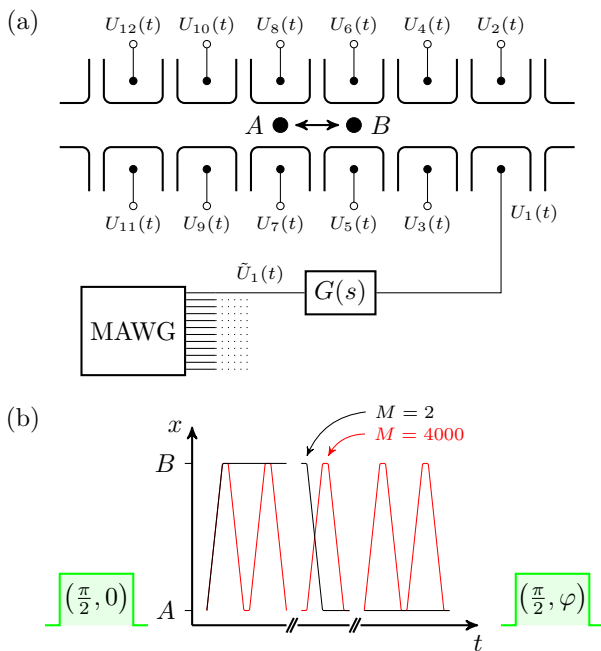 (a)
U₁₂(t) U₁₀(t) U₈(t) U₆(t) U₄(t) U₂(t)
A B
U₁₁(t) U₉(t) U₇(t) U₅(t) U₃(t) U₁(t)
Ũ₁(t)
G(s)
MAWG
(b)
x
M = 2
M = 4000
B
(π/2, 0)
A
(π/2, φ)
t